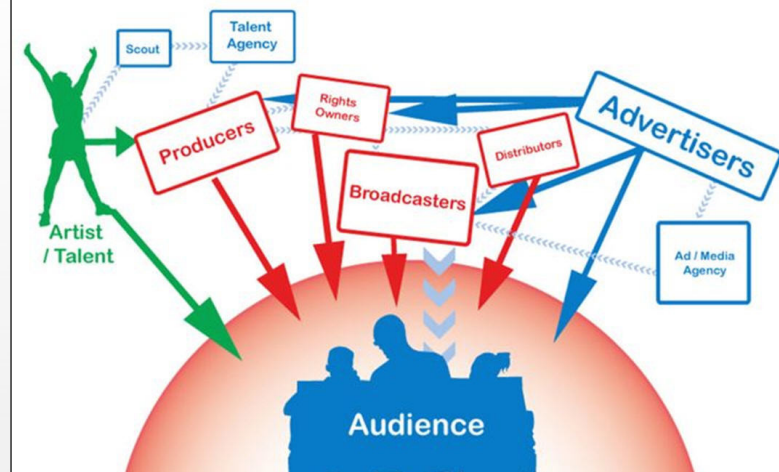 Scout
Talent
Agency
Producers
Rights
Owners
Distributors
Advertisers
Broadcasters
Artist
/ Talent
Ad / Media
Agency
Audience